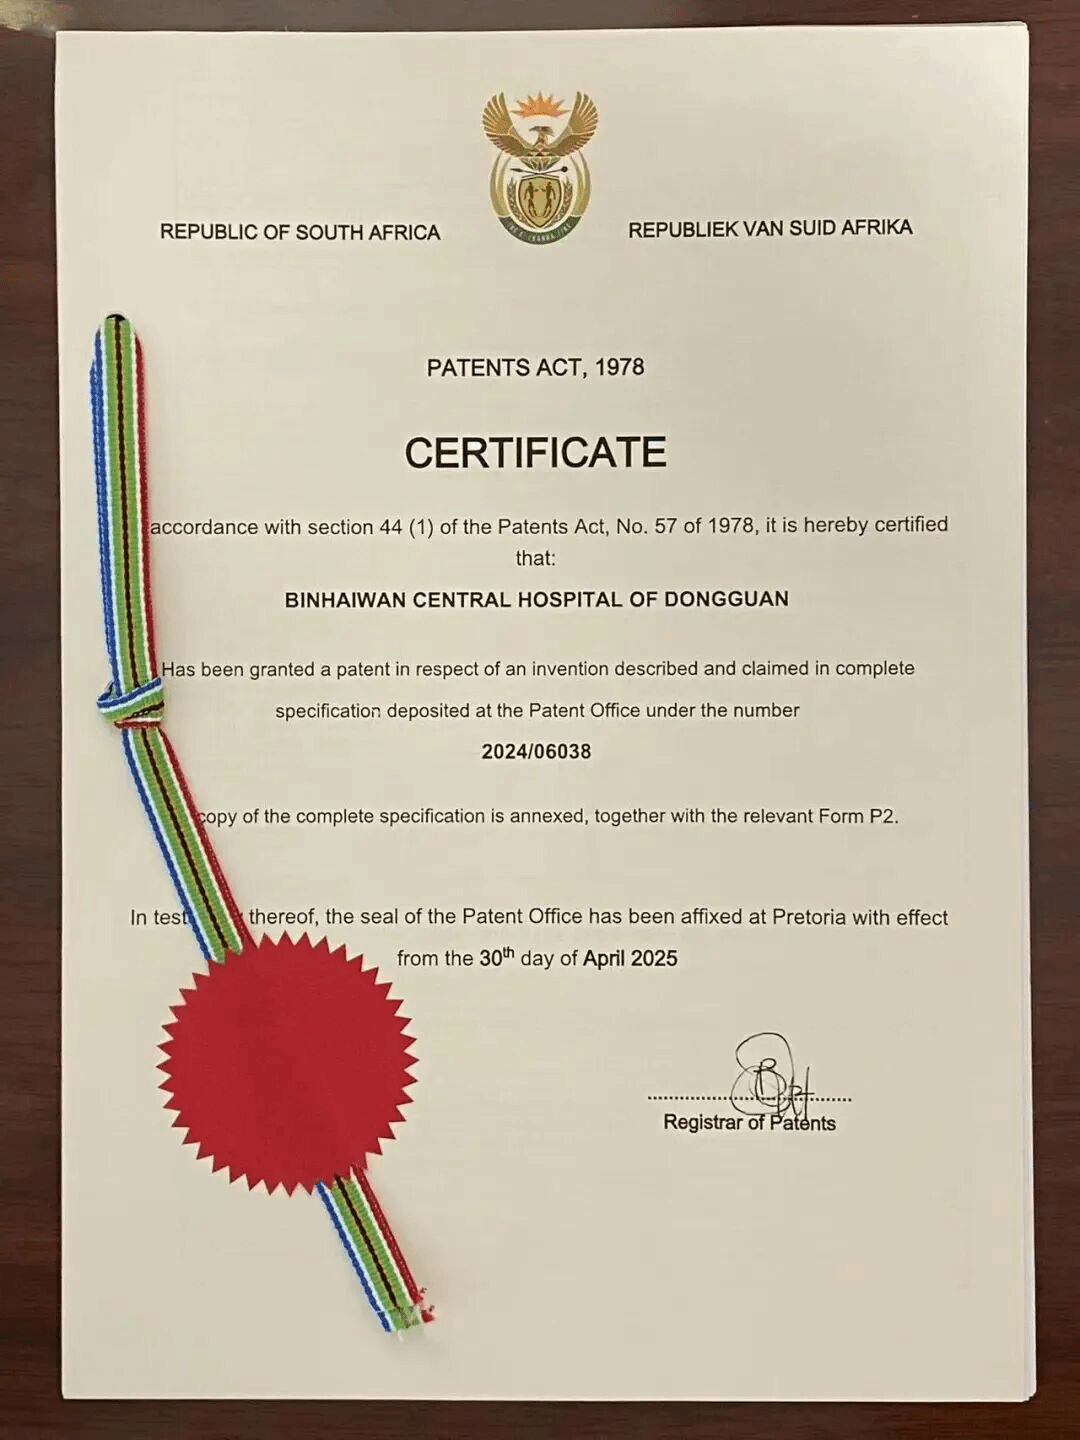 REPUBLIC OF SOUTH AFRICA
REPUBLIEK VAN SUID AFRIKA
PATENTS ACT, 1978
CERTIFICATE
accordance with section 44 (1) of the Patents Act, No. 57 of 1978, it is hereby certified
that:
BINHAIWAN CENTRAL HOSPITAL OF DONGGUAN
Has been granted a patent in respect of an invention described and claimed in complete
specification deposited at the Patent Office under the number
2024/06038
copy of the complete specification is annexed, together with the relevant Form P2.
In test thereof, the seal of the Patent Office has been affixed at Pretoria with effect
from the 30th day of April 2025
Registrar of Patents